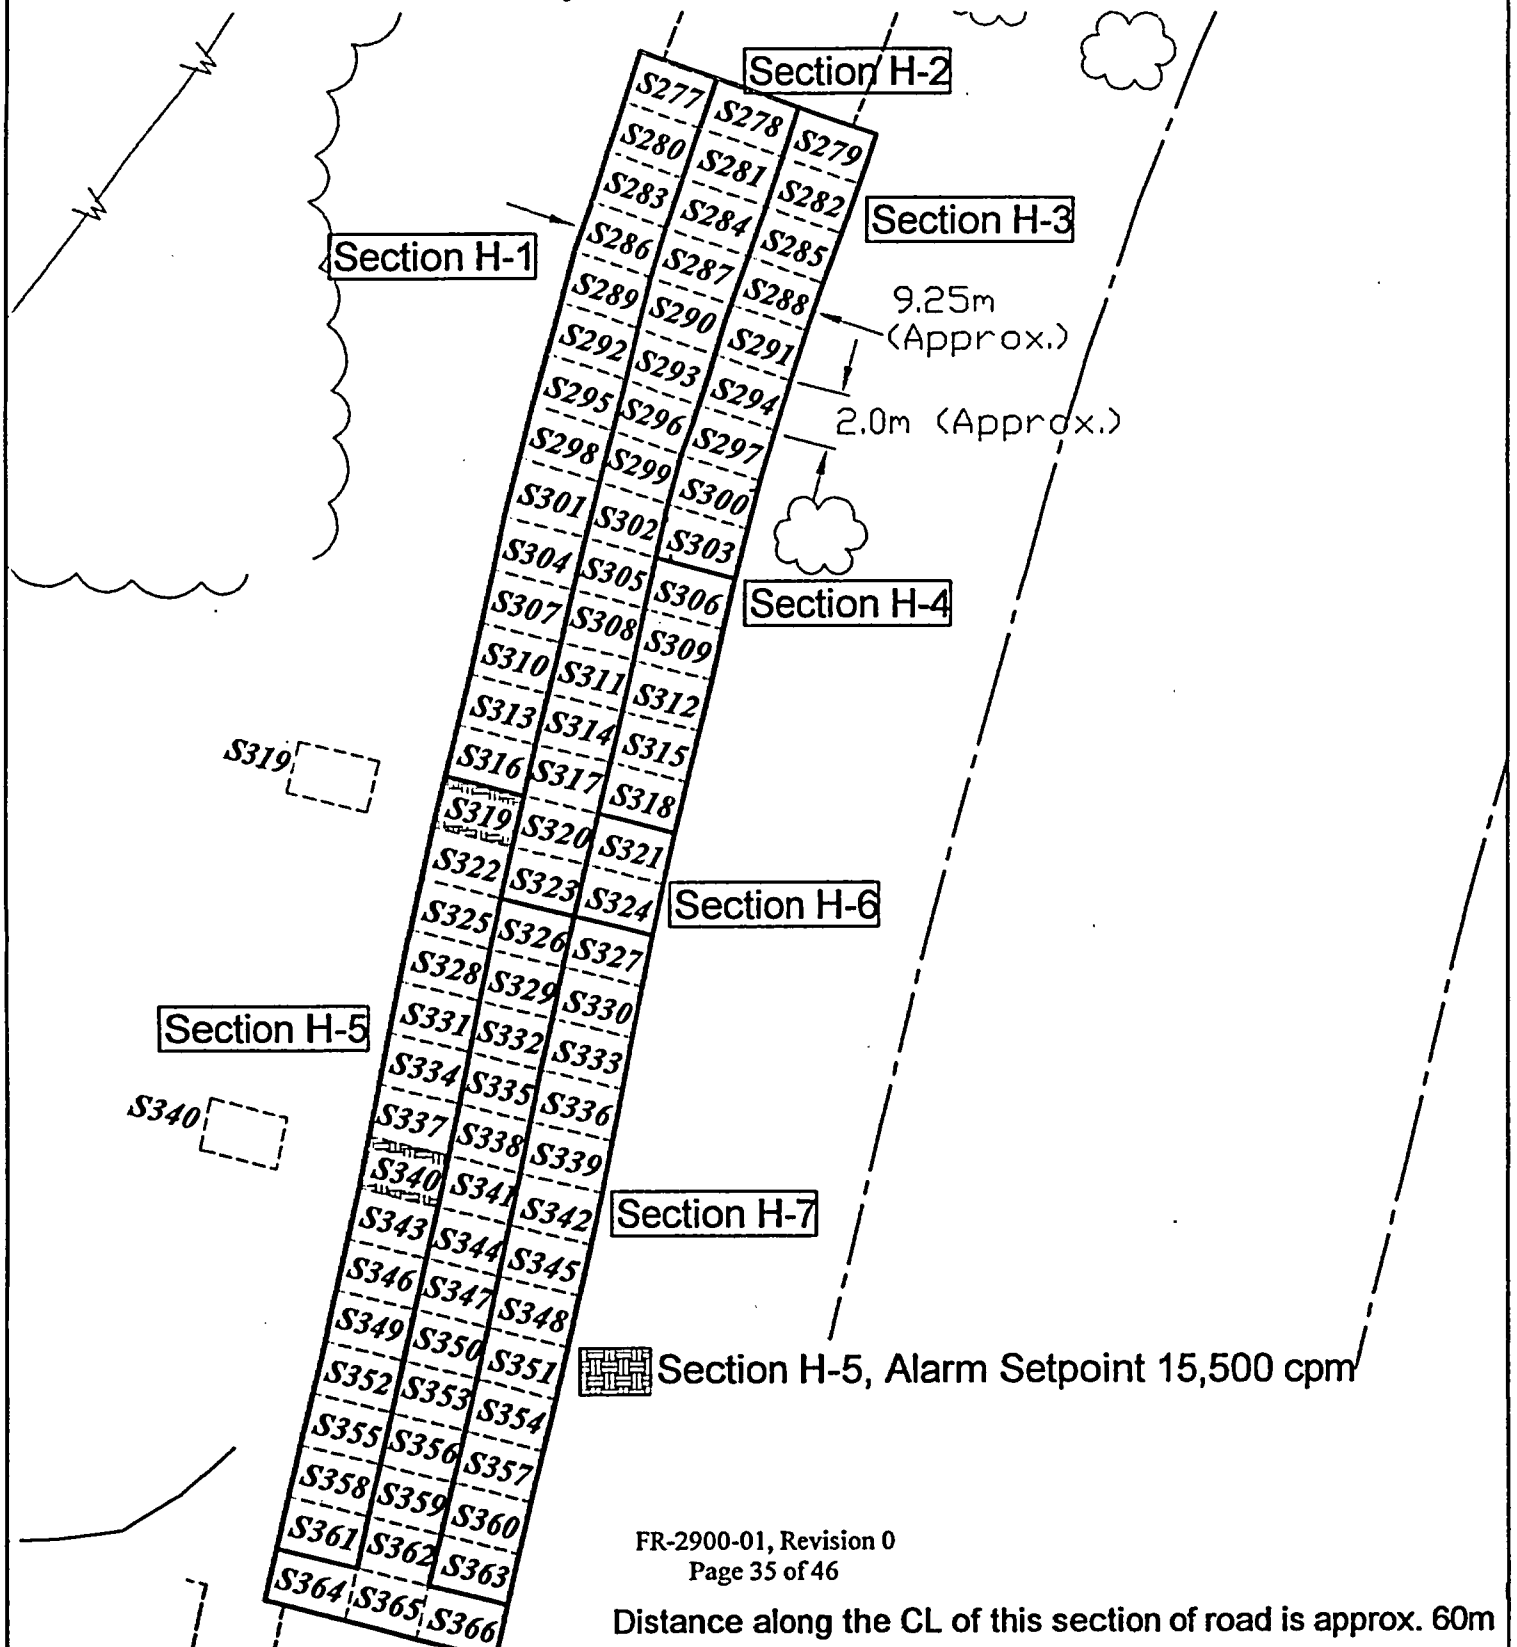 Section H-2
S277 S278 S279
S280 S281 S282
S283 S284 S285
Section H-3
Section H-1
S286 S287 S288
9.25m
(Approx.)
S289 S290 S291
S292 S293 S294
2.0m (Approx.)
S295 S296 S297
S298 S299 S300
S301 S302 S303
S304 S305 S306
Section H-4
S307 S308 S309
S310 S311 S312
S313 S314 S315
S316 S317 S318
S319
S319 S320 S321
S322 S323 S324
Section H-6
S325 S326 S327
S328 S329 S330
Section H-5
S331 S332 S333
S334 S335 S336
S340
S337 S338 S339
S340 S341 S342
Section H-7
S343 S344 S345
S346 S347 S348
S349 S350 S351
Section H-5, Alarm Setpoint 15,500 cpm
S352 S353 S354
S355 S356 S357
S358 S359 S360
S361 S362 S363
S364 S365 S366
FR-2900-01, Revision 0
Page 35 of 46
Distance along the CL of this section of road is approx. 60m